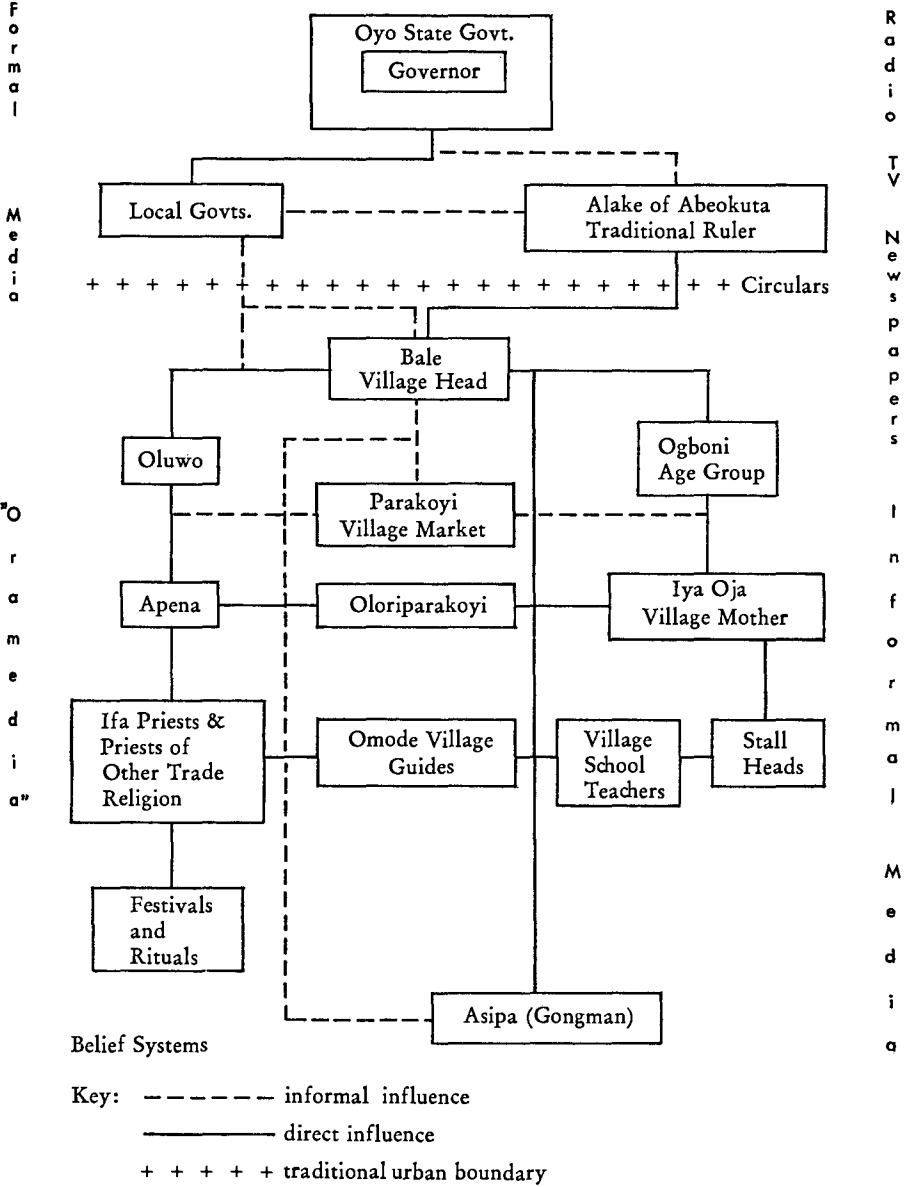 Formal Media
"Oramedia"
Radio TV Newspapers
Informal Media
Oyo State Govt.
Governor
Local Govts.
Alake of Abeokuta
Traditional Ruler
+ + + + + + + + + + + + + + + + + + + + + + Circulars
Bale
Village Head
Oluwo
Ogboni
Age Group
Parakoyi
Village Market
Apena
Oloriparakoyi
Iya Oja
Village Mother
Ifa Priests &
Priests of
Other Trade
Religion
Omode Village
Guides
Village
School
Teachers
Stall
Heads
Festivals
and
Rituals
Asipa (Gongman)
Belief Systems
Key: – – – – – – – informal influence
direct influence
+ + + + + traditional urban boundary